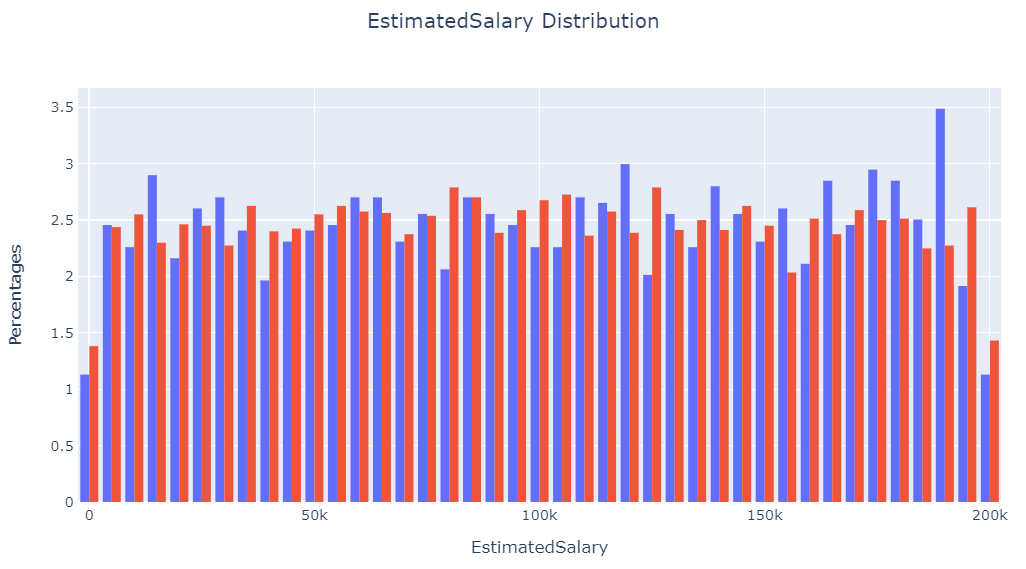 EstimatedSalary Distribution
3.5
3
2.5
2
1.5
1
0.5
0
Percentages
0 50k 100k 150k 200k
EstimatedSalary